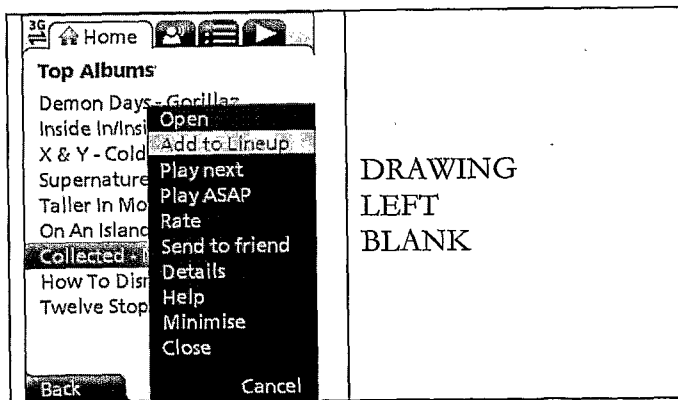 3G
Home
Top Albums
Demon Days - Gorillaz
Inside In/Insi
X & Y - Cold
Supernature
Taller In Mo
On An Island
Collected -
How To Disr
Twelve Stop
Open
Add to Lineup
Play next
Play ASAP
Rate
Send to friend
Details
Help
Minimise
Close
Back
Cancel
DRAWING
LEFT
BLANK